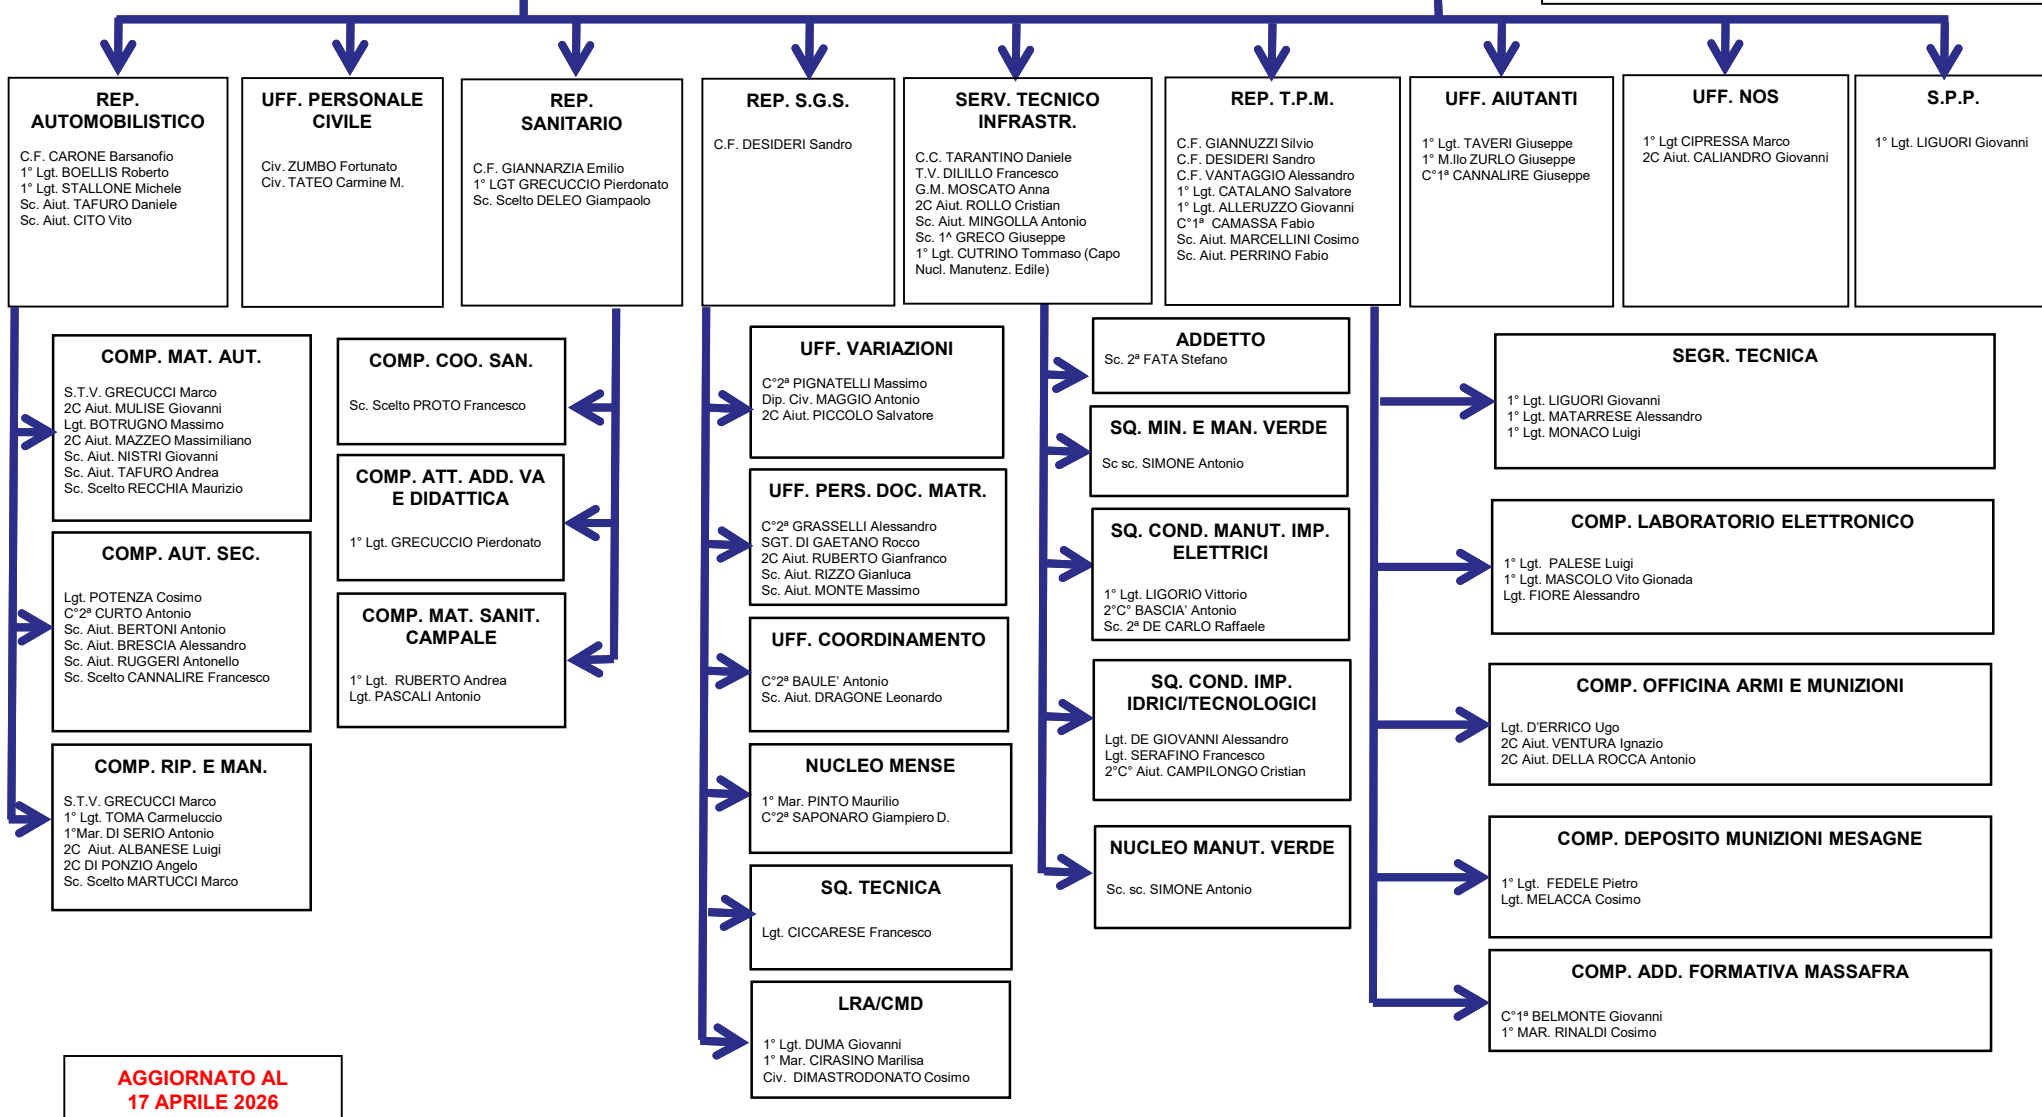 REP.
AUTOMOBILISTICO
C.F. CARONE Barsanofio
1° Lgt. BOELLIS Roberto
1° Lgt. STALLONE Michele
Sc. Aiut. TAFURO Daniele
Sc. Aiut. CITO Vito
UFF. PERSONALE
CIVILE
Civ. ZUMBO Fortunato
Civ. TATEO Carmine M.
REP.
SANITARIO
C.F. GIANNARZIA Emilio
1° LGT GRECUCCIO Pierdonato
Sc. Scelto DELEO Giampaolo
REP. S.G.S.
C.F. DESIDERI Sandro
SERV. TECNICO
INFRASTR.
C.C. TARANTINO Daniele
T.V. DILILLO Francesco
G.M. MOSCATO Anna
2C Aiut. ROLLO Cristian
Sc. Aiut. MINGOLLA Antonio
Sc. 1^ GRECO Giuseppe
1° Lgt. CUTRINO Tommaso (Capo
Nucl. Manutenz. Edile)
REP. T.P.M.
C.F. GIANNUZZI Silvio
C.F. DESIDERI Sandro
C.F. VANTAGGIO Alessandro
1° Lgt. CATALANO Salvatore
1° Lgt. ALLERUZZO Giovanni
C°1ª CAMASSA Fabio
Sc. Aiut. MARCELLINI Cosimo
Sc. Aiut. PERRINO Fabio
UFF. AIUTANTI
1° Lgt. TAVERI Giuseppe
1° M.llo ZURLO Giuseppe
C°1ª CANNALIRE Giuseppe
UFF. NOS
1° Lgt CIPRESSA Marco
2C Aiut. CALIANDRO Giovanni
S.P.P.
1° Lgt. LIGUORI Giovanni
COMP. MAT. AUT.
S.T.V. GRECUCCI Marco
2C Aiut. MULISE Giovanni
Lgt. BOTRUGNO Massimo
2C Aiut. MAZZEO Massimiliano
Sc. Aiut. NISTRI Giovanni
Sc. Aiut. TAFURO Andrea
Sc. Scelto RECCHIA Maurizio
COMP. AUT. SEC.
Lgt. POTENZA Cosimo
C°2ª CURTO Antonio
Sc. Aiut. BERTONI Antonio
Sc. Aiut. BRESCIA Alessandro
Sc. Aiut. RUGGERI Antonello
Sc. Scelto CANNALIRE Francesco
COMP. RIP. E MAN.
S.T.V. GRECUCCI Marco
1° Lgt. TOMA Carmeluccio
1°Mar. DI SERIO Antonio
2C Aiut. ALBANESE Luigi
2C DI PONZIO Angelo
Sc. Scelto MARTUCCI Marco
COMP. COO. SAN.
Sc. Scelto PROTO Francesco
COMP. ATT. ADD. VA
E DIDATTICA
1° Lgt. GRECUCCIO Pierdonato
COMP. MAT. SANIT.
CAMPALE
1° Lgt. RUBERTO Andrea
Lgt. PASCALI Antonio
UFF. VARIAZIONI
C°2ª PIGNATELLI Massimo
Dip. Civ. MAGGIO Antonio
2C Aiut. PICCOLO Salvatore
UFF. PERS. DOC. MATR.
C°2ª GRASSELLI Alessandro
SGT. DI GAETANO Rocco
2C Aiut. RUBERTO Gianfranco
Sc. Aiut. RIZZO Gianluca
Sc. Aiut. MONTE Massimo
UFF. COORDINAMENTO
C°2ª BAULE' Antonio
Sc. Aiut. DRAGONE Leonardo
NUCLEO MENSE
1° Mar. PINTO Maurilio
C°2ª SAPONARO Giampiero D.
SQ. TECNICA
Lgt. CICCARESE Francesco
LRA/CMD
1° Lgt. DUMA Giovanni
1° Mar. CIRASINO Marilisa
Civ. DIMASTRODONATO Cosimo
ADDETTO
Sc. 2ª FATA Stefano
SQ. MIN. E MAN. VERDE
Sc sc. SIMONE Antonio
SQ. COND. MANUT. IMP.
ELETTRICI
1° Lgt. LIGORIO Vittorio
2°C° BASCIA' Antonio
Sc. 2ª DE CARLO Raffaele
SQ. COND. IMP.
IDRICI/TECNOLOGICI
Lgt. DE GIOVANNI Alessandro
Lgt. SERAFINO Francesco
2°C° Aiut. CAMPILONGO Cristian
NUCLEO MANUT. VERDE
Sc. sc. SIMONE Antonio
SEGR. TECNICA
1° Lgt. LIGUORI Giovanni
1° Lgt. MATARRESE Alessandro
1° Lgt. MONACO Luigi
COMP. LABORATORIO ELETTRONICO
1° Lgt. PALESE Luigi
1° Lgt. MASCOLO Vito Gionada
Lgt. FIORE Alessandro
COMP. OFFICINA ARMI E MUNIZIONI
Lgt. D'ERRICO Ugo
2C Aiut. VENTURA Ignazio
2C Aiut. DELLA ROCCA Antonio
COMP. DEPOSITO MUNIZIONI MESAGNE
1° Lgt. FEDELE Pietro
Lgt. MELACCA Cosimo
COMP. ADD. FORMATIVA MASSAFRA
C°1ª BELMONTE Giovanni
1° MAR. RINALDI Cosimo
AGGIORNATO AL
17 APRILE 2026